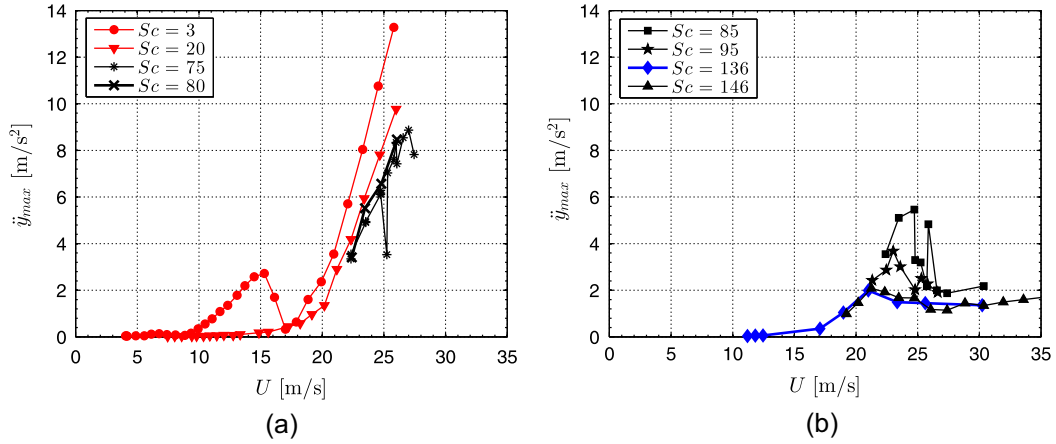 14
12
10
8
6
4
2
0
ÿmax [m/s²]
Sc = 3
Sc = 20
Sc = 75
Sc = 80
0 5 10 15 20 25 30 35
U [m/s]
(a)
14
12
10
8
6
4
2
0
ÿmax [m/s²]
Sc = 85
Sc = 95
Sc = 136
Sc = 146
0 5 10 15 20 25 30 35
U [m/s]
(b)